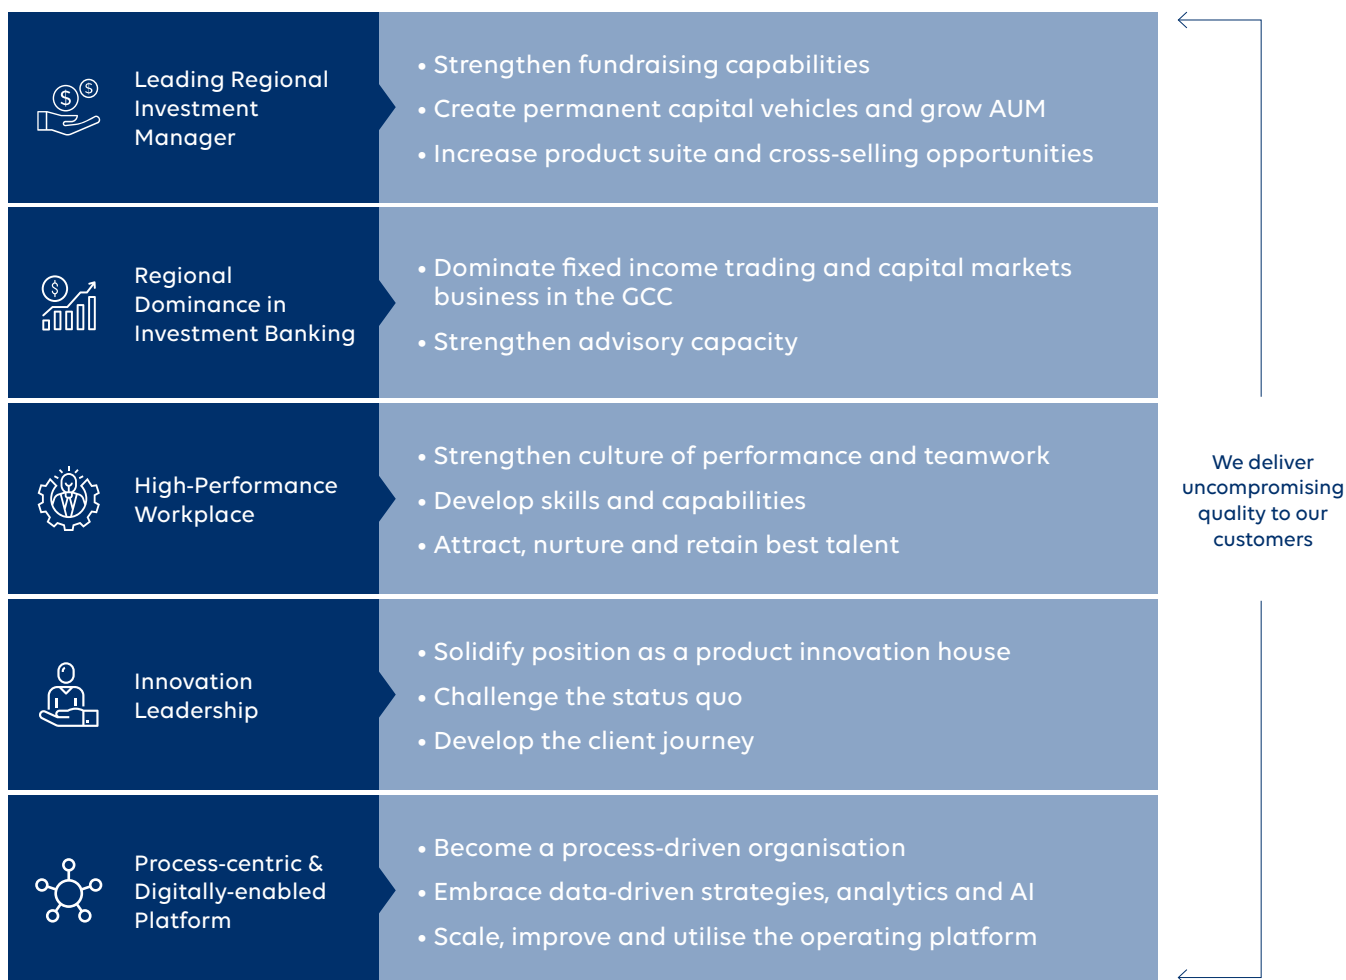 Leading Regional
Investment
Manager
• Strengthen fundraising capabilities
• Create permanent capital vehicles and grow AUM
• Increase product suite and cross-selling opportunities
Regional
Dominance in
Investment Banking
• Dominate fixed income trading and capital markets
business in the GCC
• Strengthen advisory capacity
High-Performance
Workplace
• Strengthen culture of performance and teamwork
• Develop skills and capabilities
• Attract, nurture and retain best talent
Innovation
Leadership
• Solidify position as a product innovation house
• Challenge the status quo
• Develop the client journey
Process-centric &
Digitally-enabled
Platform
• Become a process-driven organisation
• Embrace data-driven strategies, analytics and AI
• Scale, improve and utilise the operating platform
We deliver
uncompromising
quality to our
customers